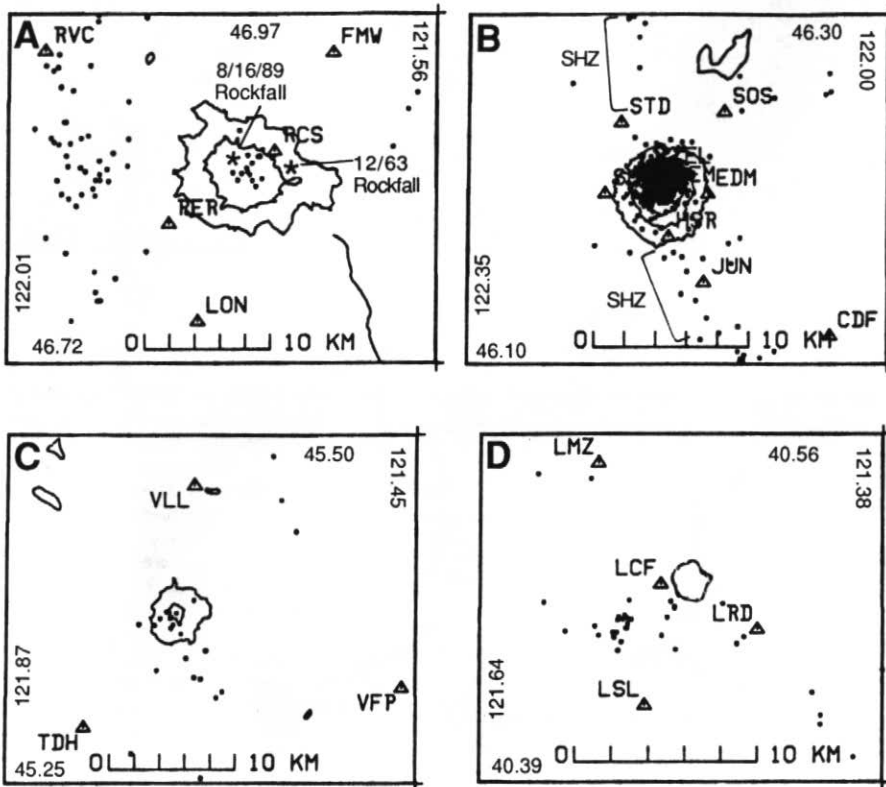 A
RVC
46.97
FMW
121.56
8/16/89
Rockfall
RCS
12/63
Rockfall
RER
122.01
LON
46.72
0
10 KM
B
SHZ
46.30
122.00
STD
SOS
EDM
HSR
JUN
SHZ
122.35
CDF
46.10
0
10 KM
C
45.50
121.45
VLL
121.87
VFP
TDH
45.25
0
10 KM
D
LMZ
40.56
121.38
LCF
LRD
121.64
LSL
40.39
0
10 KM